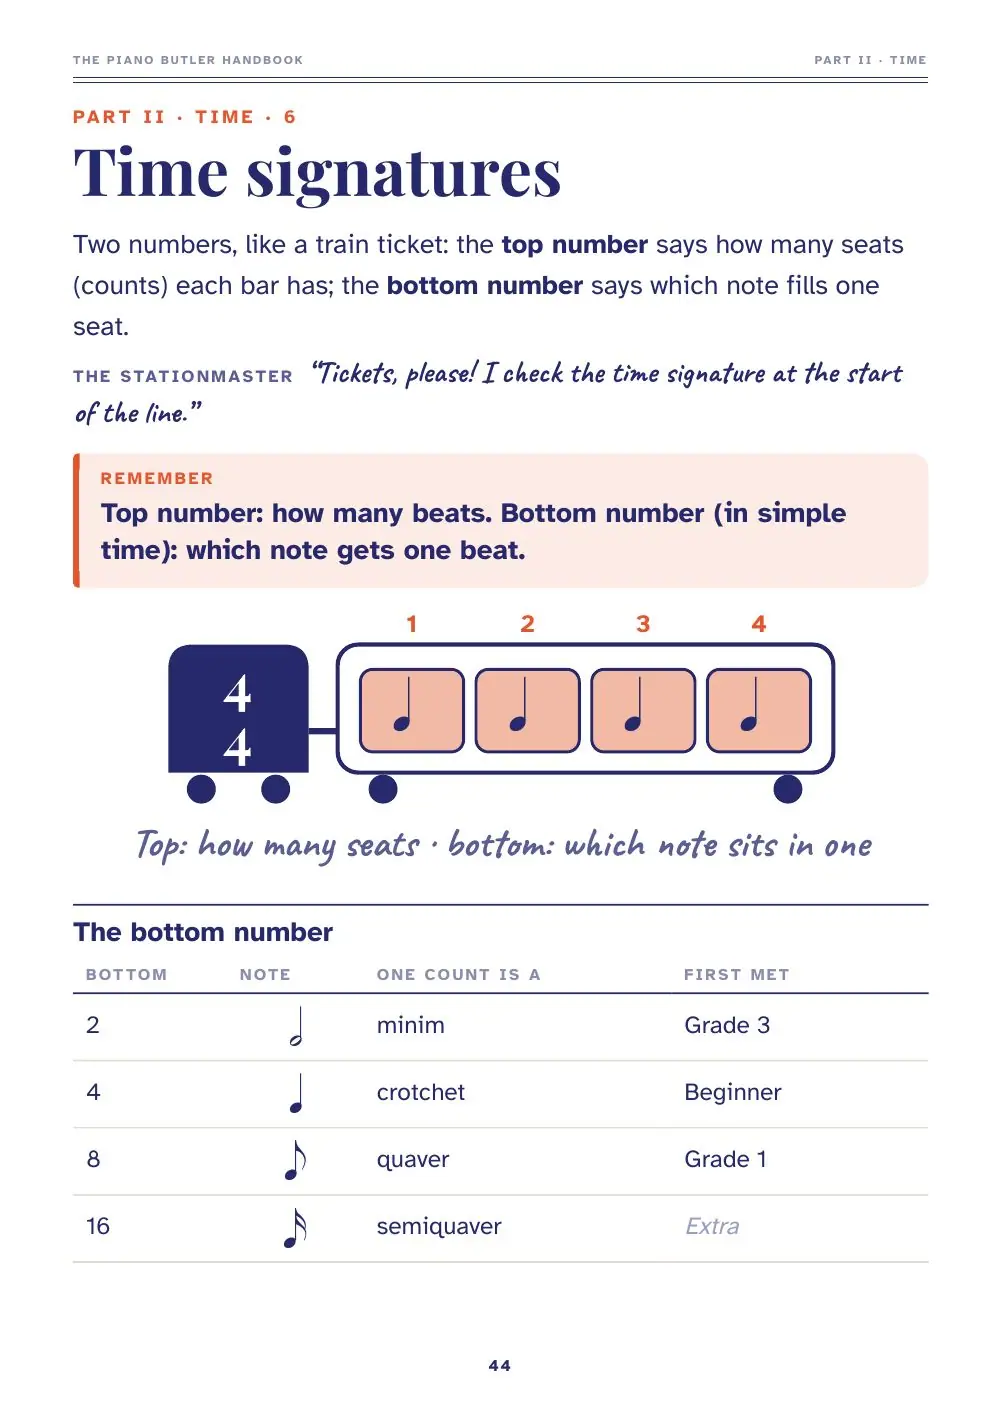 THE PIANO BUTLER HANDBOOK
PART II · TIME
PART II · TIME · 6
Time signatures
Two numbers, like a train ticket: the top number says how many seats
(counts) each bar has; the bottom number says which note fills one
seat.
THE STATIONMASTER “Tickets, please! I check the time signature at the start
of the line.”
REMEMBER
Top number: how many beats. Bottom number (in simple
time): which note gets one beat.
1 2 3 4
4
4
Top: how many seats · bottom: which note sits in one
The bottom number
BOTTOM NOTE ONE COUNT IS A FIRST MET
2 minim Grade 3
4 crotchet Beginner
8 quaver Grade 1
16 semiquaver Extra
44